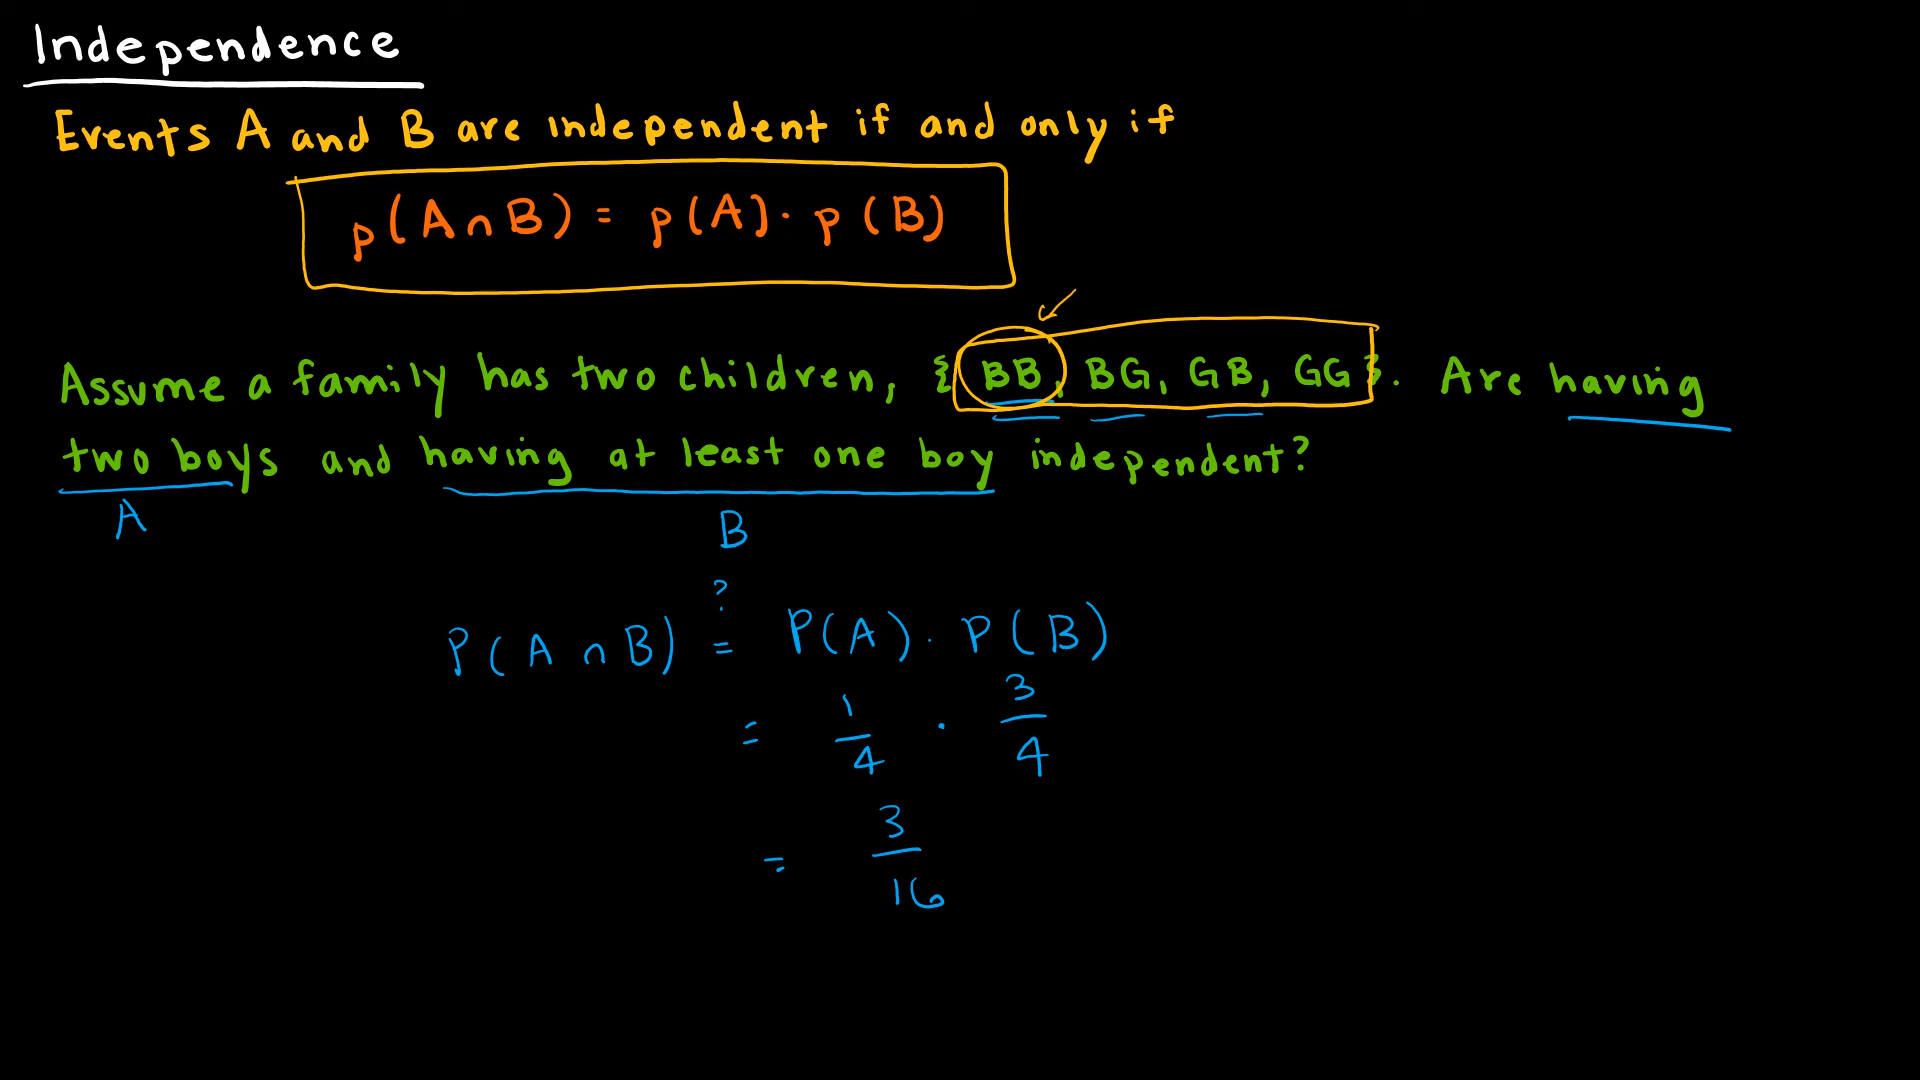 Independence
Events A and B are independent if and only if
p(A∩B) = p(A) · p(B)
Assume a family has two children, {BB, BG, GB, GG}. Are having
two boys and having at least one boy independent?
A
B
?
P(A ∩ B) = P(A) · P(B)
= 1/4 · 3/4
= 3/16